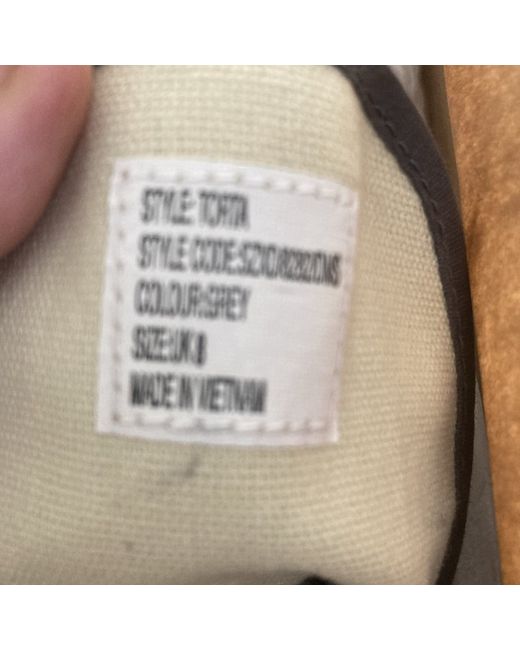 STYLE: TORTA
STYLE CODE:
COLOUR:GREY
SIZE:UK 8
MADE IN VIETNAM